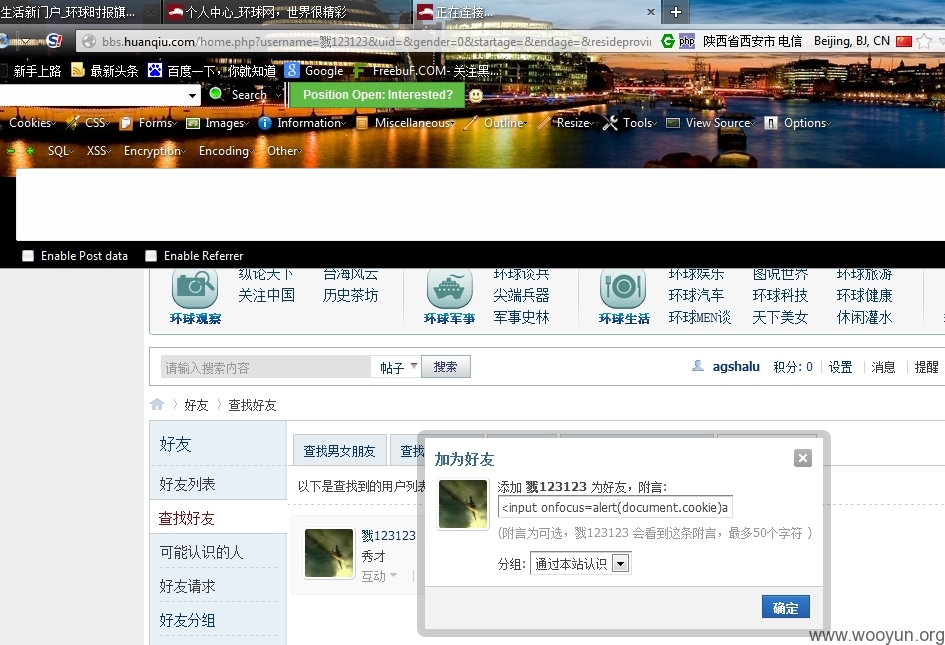 生活新门户_环球时报旗... 个人中心_环球网，世界很精彩 正在连接...
bbs.huanqiu.com/home.php?username=戮123123&uid=&gender=0&startage=&endage=&resideprovin php 陕西省西安市 电信 Beijing, BJ, CN
新手上路 最新头条 百度一下，你就知道 Google FreebuF.COM- 关注黑...
Search Position Open: Interested?
Cookies CSS Forms Images Information Miscellaneous Outline Resize Tools View Source Options
SQL XSS Encryption Encoding Other
Enable Post data Enable Referrer
纵论天下 台海风云 环球谈兵 环球娱乐 图说世界 环球旅游
关注中国 历史茶坊 尖端兵器 环球汽车 环球科技 环球健康
环球观察 环球军事 军事史林 环球生活 环球MEN谈 天下美女 休闲灌水
请输入搜索内容 帖子 搜索 agshalu 积分: 0 设置 消息 提醒
好友 查找好友
好友 查找男女朋友 查找
好友列表 以下是查找到的用户列表
查找好友
可能认识的人
好友请求
好友分组
戮123123
秀才
互动
加为好友
添加 戮123123 为好友，附言:
<input onfocus=alert(document.cookie)a
(附言为可选，戮123123 会看到这条附言，最多50个字符 )
分组: 通过本站认识
确定
www.wooyun.org